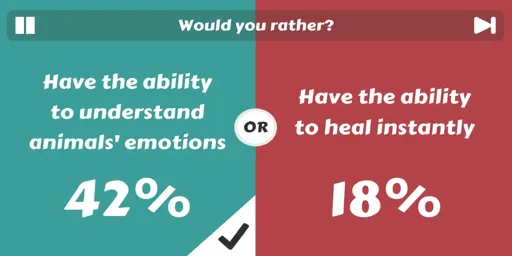 Would you rather?
Have the ability
to understand
animals' emotions
42%
OR
Have the ability
to heal instantly
18%